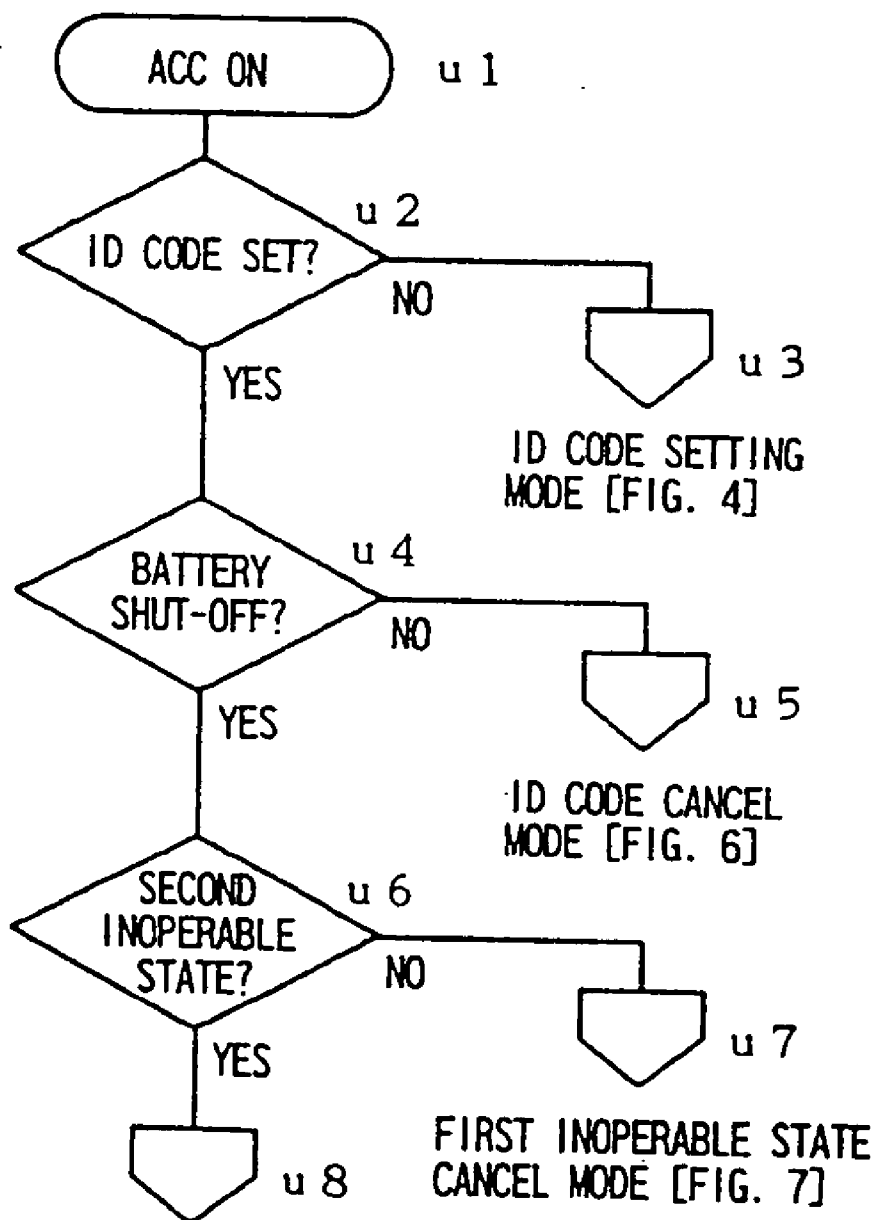 ACC ON
u 1
u 2
ID CODE SET?
NO
u 3
YES
ID CODE SETTING
MODE [FIG. 4]
u 4
BATTERY
SHUT-OFF?
NO
u 5
YES
ID CODE CANCEL
MODE [FIG. 6]
u 6
SECOND
INOPERABLE
STATE?
NO
u 7
YES
FIRST INOPERABLE STATE
CANCEL MODE [FIG. 7]
u 8